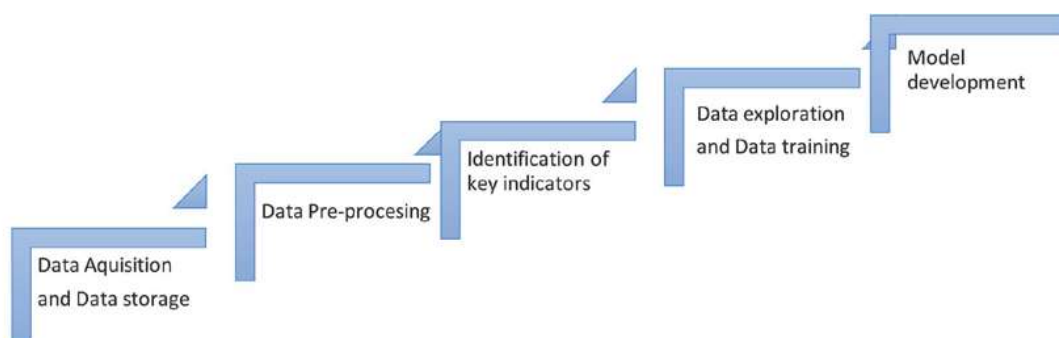 Data Aquisition
and Data storage
Data Pre-procesing
Identification of
key indicators
Data exploration
and Data training
Model
development